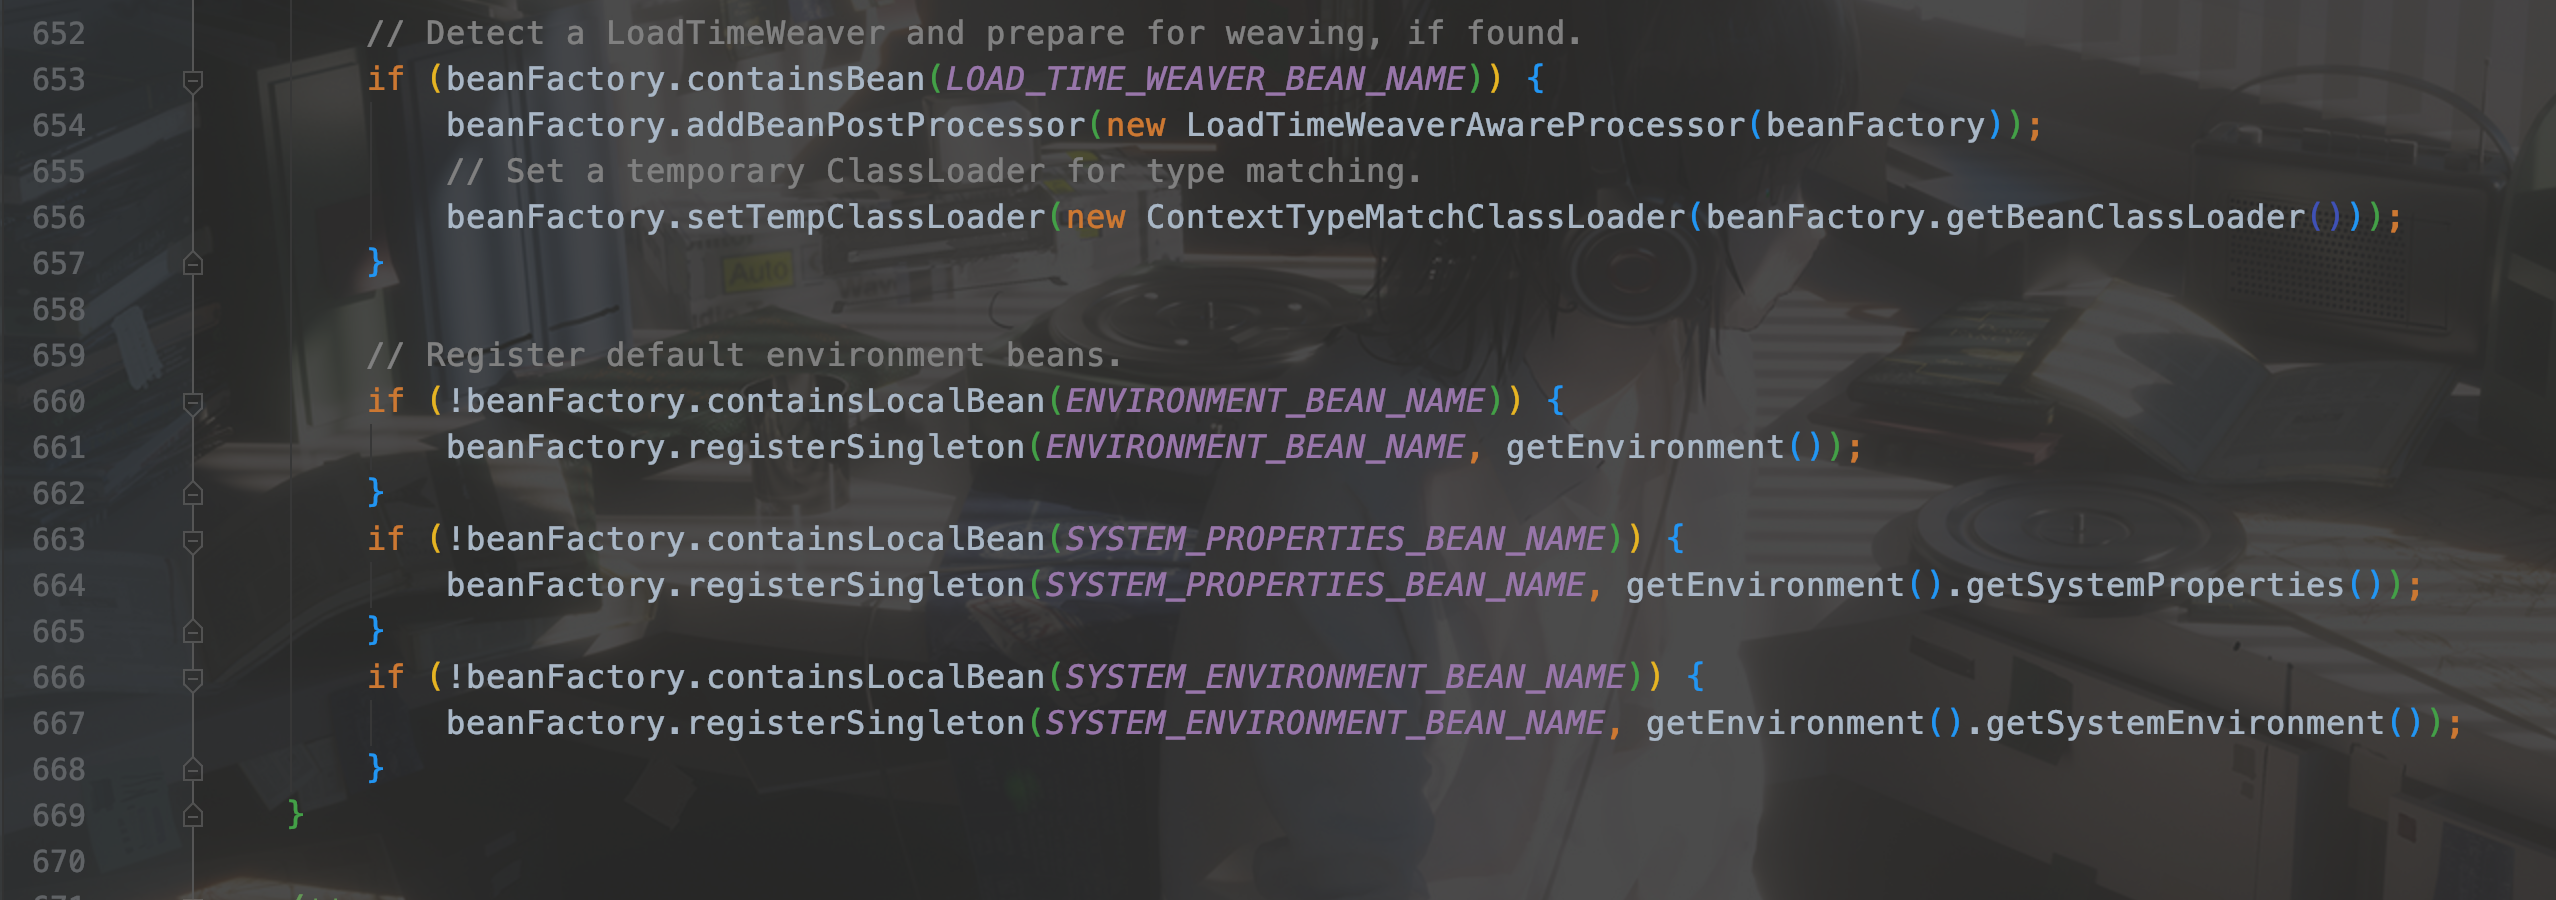 652 // Detect a LoadTimeWeaver and prepare for weaving, if found.
653 if (beanFactory.containsBean(LOAD_TIME_WEAVER_BEAN_NAME)) {
654 beanFactory.addBeanPostProcessor(new LoadTimeWeaverAwareProcessor(beanFactory));
655 // Set a temporary ClassLoader for type matching.
656 beanFactory.setTempClassLoader(new ContextTypeMatchClassLoader(beanFactory.getBeanClassLoader()));
657 }
658
659 // Register default environment beans.
660 if (!beanFactory.containsLocalBean(ENVIRONMENT_BEAN_NAME)) {
661 beanFactory.registerSingleton(ENVIRONMENT_BEAN_NAME, getEnvironment());
662 }
663 if (!beanFactory.containsLocalBean(SYSTEM_PROPERTIES_BEAN_NAME)) {
664 beanFactory.registerSingleton(SYSTEM_PROPERTIES_BEAN_NAME, getEnvironment().getSystemProperties());
665 }
666 if (!beanFactory.containsLocalBean(SYSTEM_ENVIRONMENT_BEAN_NAME)) {
667 beanFactory.registerSingleton(SYSTEM_ENVIRONMENT_BEAN_NAME, getEnvironment().getSystemEnvironment());
668 }
669 }
670
Auto